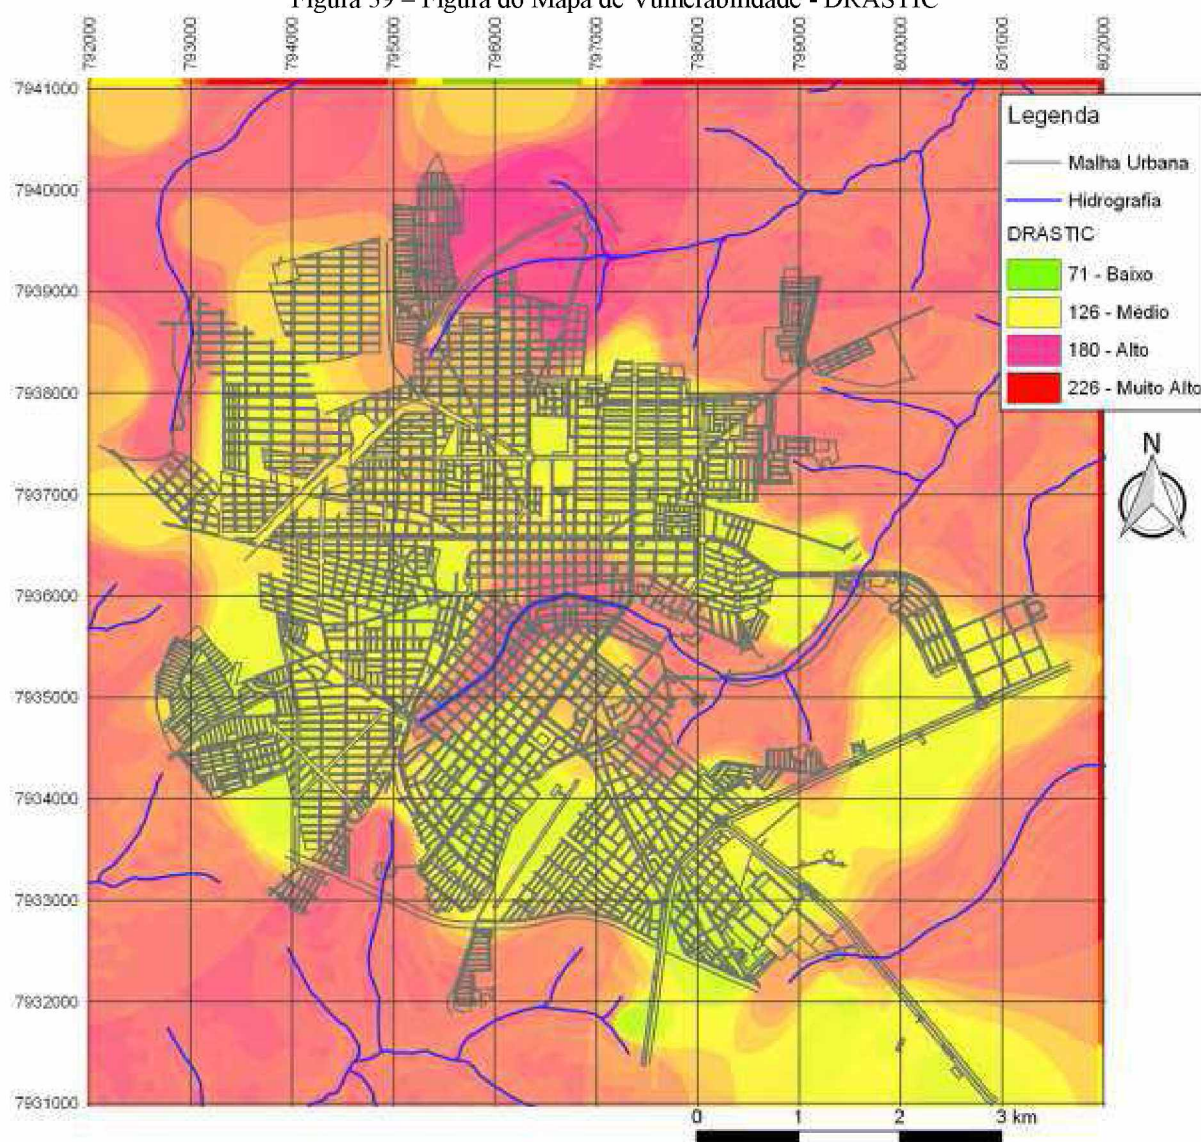 Figura 39 – Figura do Mapa de Vulnerabilidade - DRASTIC
792000 793000 794000 795000 796000 797000 798000 799000 800000 801000 802000
7941000
7940000
7939000
7938000
7937000
7936000
7935000
7934000
7933000
7932000
7931000
Legenda
Malha Urbana
Hidrografia
DRASTIC
71 - Baixo
126 - Médio
180 - Alto
226 - Muito Alto
N
0 1 2 3 km